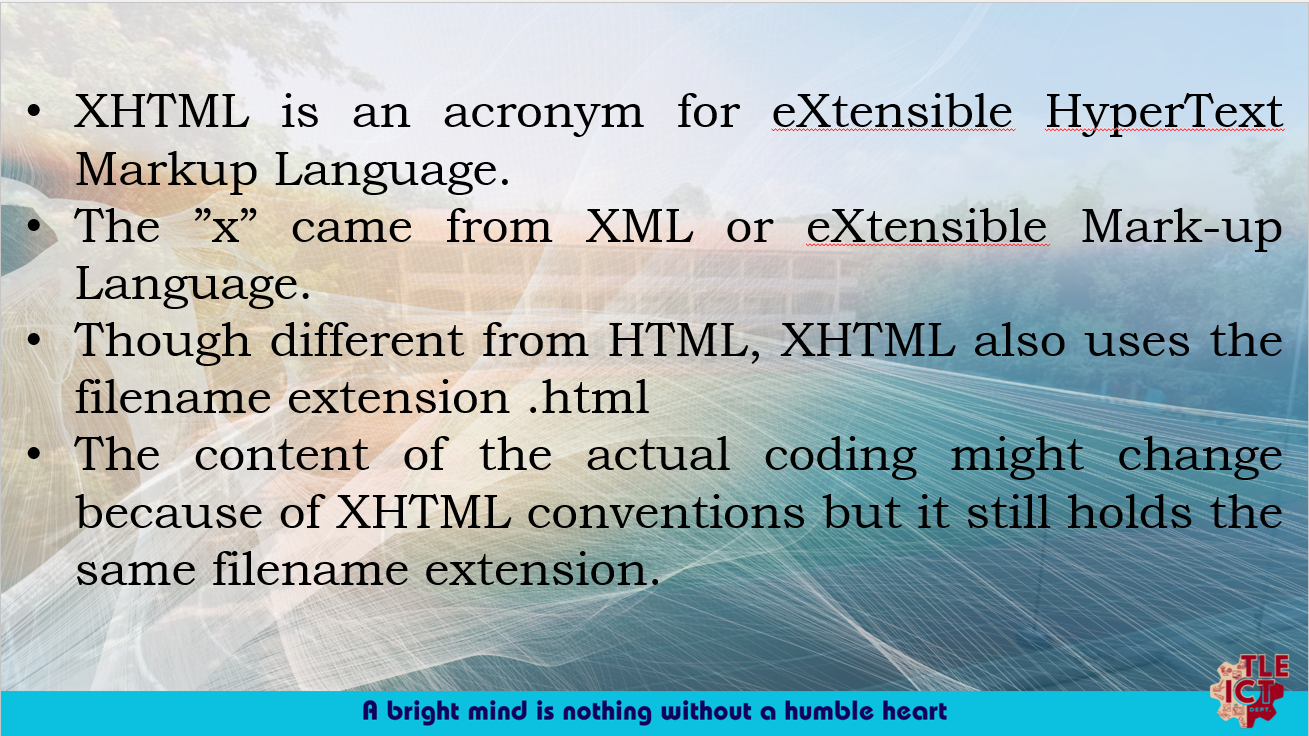 • XHTML is an acronym for eXtensible HyperText
Markup Language.
• The ”x” came from XML or eXtensible Mark-up
Language.
• Though different from HTML, XHTML also uses the
filename extension .html
• The content of the actual coding might change
because of XHTML conventions but it still holds the
same filename extension.
TLE
ICT
DEPT.
A bright mind is nothing without a humble heart